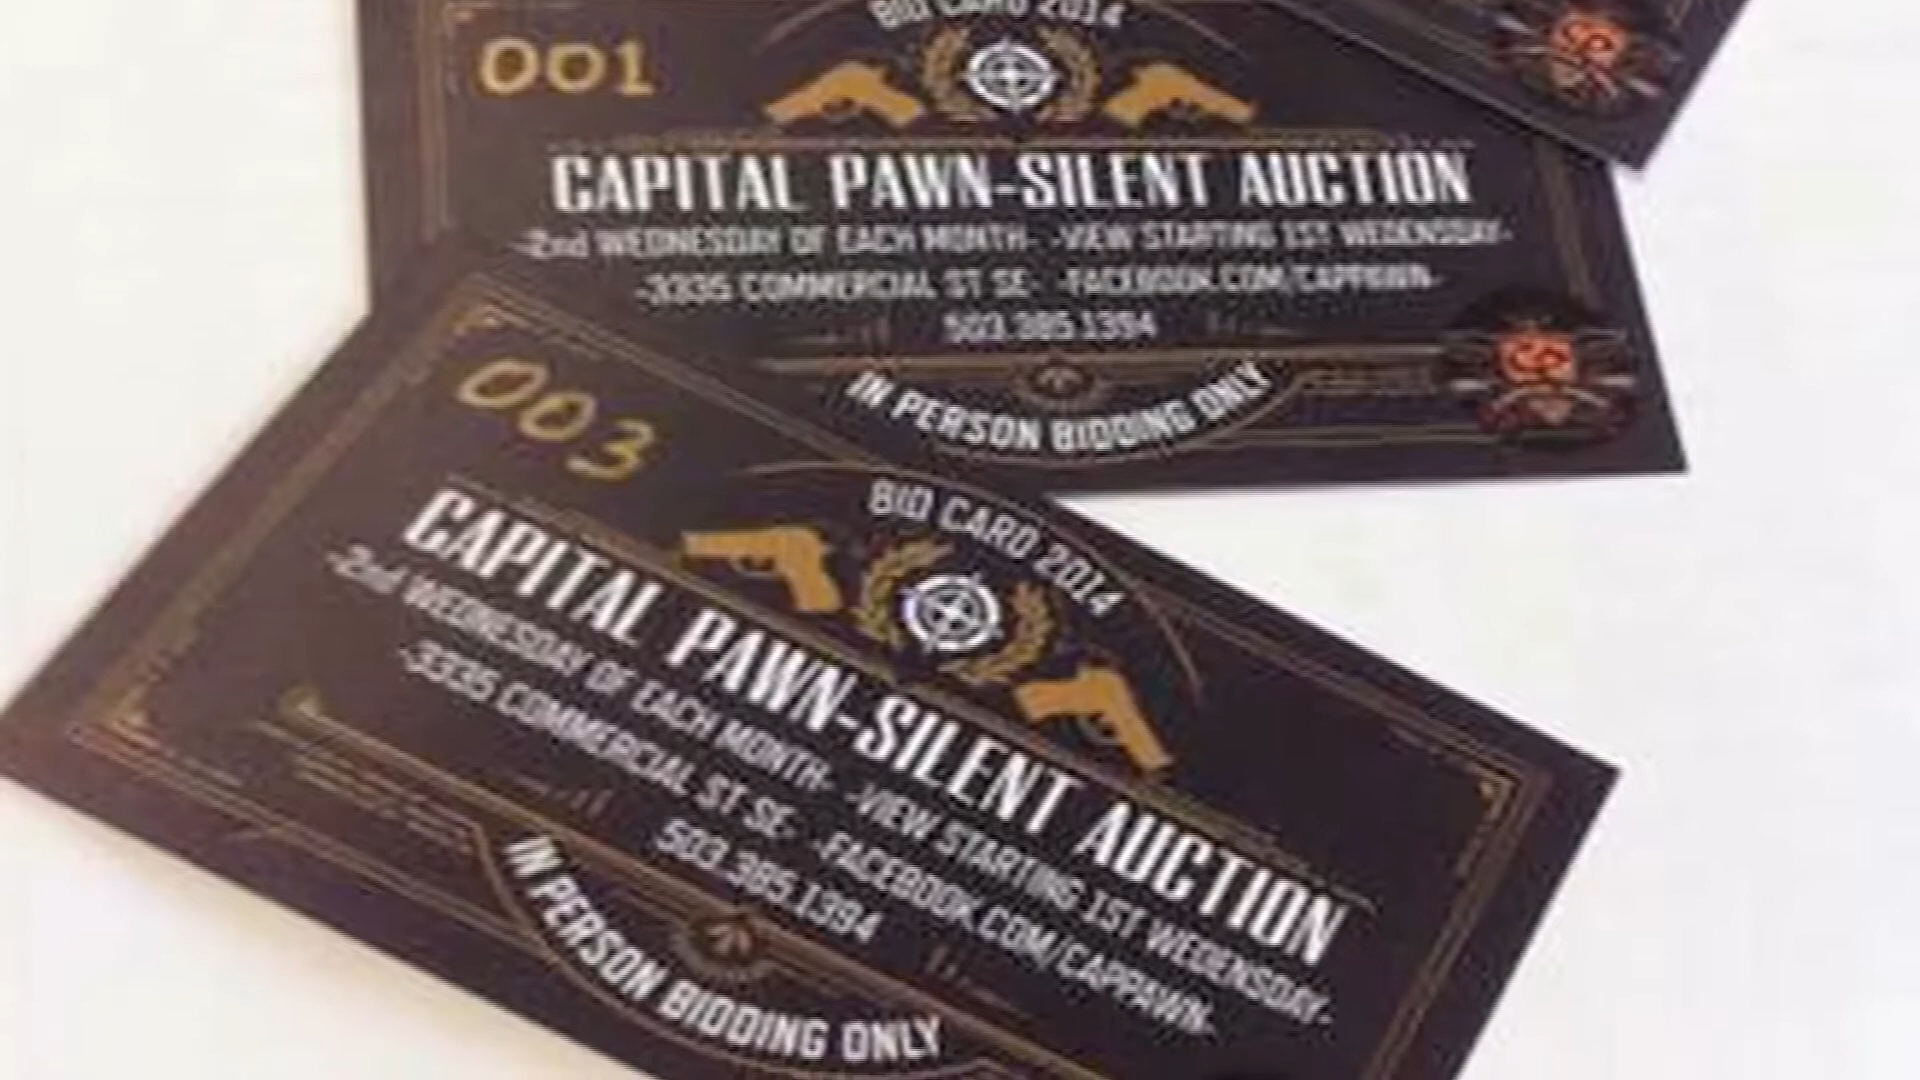 BID CARD 2014
001
CAPITAL PAWN-SILENT AUCTION
-2nd WEDNESDAY OF EACH MONTH- -VIEW STARTING 1ST WEDENSDAY-
-3335 COMMERCIAL ST SE- -FACEBOOK.COM/CAPPAWN-
503.385.1394
IN PERSON BIDDING ONLY
003
BID CARD 2014
CAPITAL PAWN-SILENT AUCTION
-2nd WEDNESDAY OF EACH MONTH- -VIEW STARTING 1ST WEDENSDAY-
-3335 COMMERCIAL ST SE- -FACEBOOK.COM/CAPPAWN-
503.385.1394
IN PERSON BIDDING ONLY